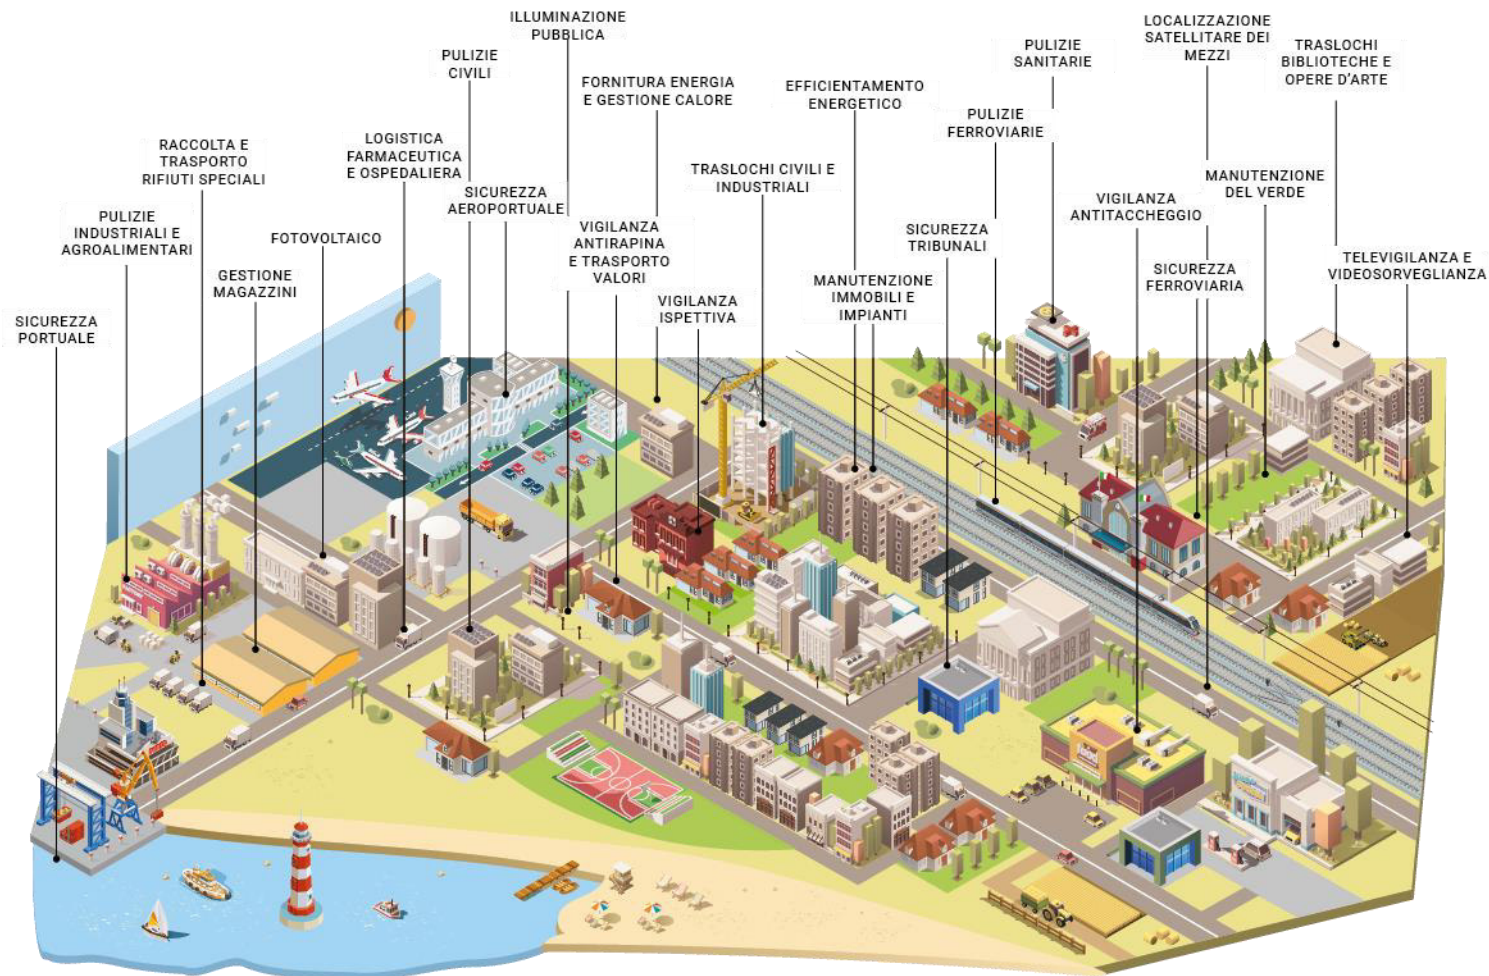 ILLUMINAZIONE
PUBBLICA
PULIZIE
CIVILI
FORNITURA ENERGIA
E GESTIONE CALORE
EFFICIENTAMENTO
ENERGETICO
PULIZIE
SANITARIE
LOCALIZZAZIONE
SATELLITARE DEI
MEZZI
TRASLOCHI
BIBLIOTECHE E
OPERE D'ARTE
PULIZIE
FERROVIARIE
RACCOLTA E
TRASPORTO
RIFIUTI SPECIALI
LOGISTICA
FARMACEUTICA
E OSPEDALIERA
SICUREZZA
AEROPORTUALE
TRASLOCHI CIVILI E
INDUSTRIALI
VIGILANZA
ANTITACCHEGGIO
MANUTENZIONE
DEL VERDE
PULIZIE
INDUSTRIALI E
AGROALIMENTARI
FOTOVOLTAICO
VIGILANZA
ANTIRAPINA
E TRASPORTO
VALORI
SICUREZZA
TRIBUNALI
GESTIONE
MAGAZZINI
VIGILANZA
ISPETTIVA
MANUTENZIONE
IMMOBILI E
IMPIANTI
SICUREZZA
FERROVIARIA
TELEVIGILANZA E
VIDEOSORVEGLIANZA
SICUREZZA
PORTUALE